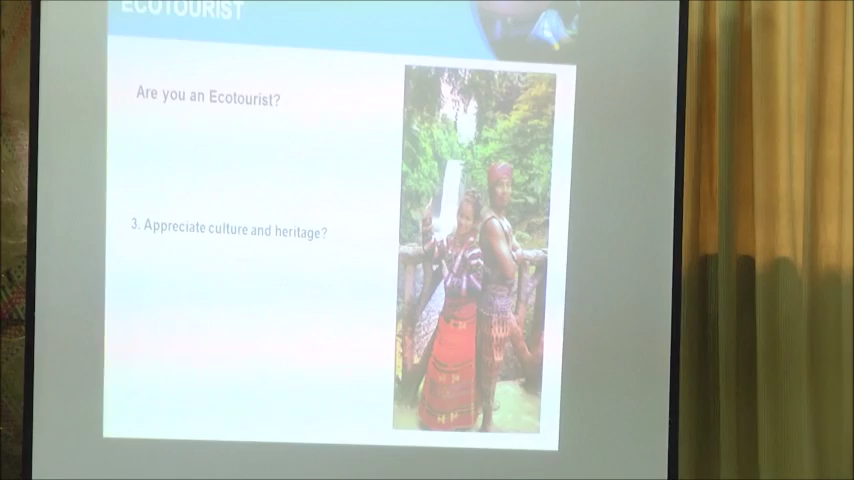 ECOTOURIST
Are you an Ecotourist?
3. Appreciate culture and heritage?